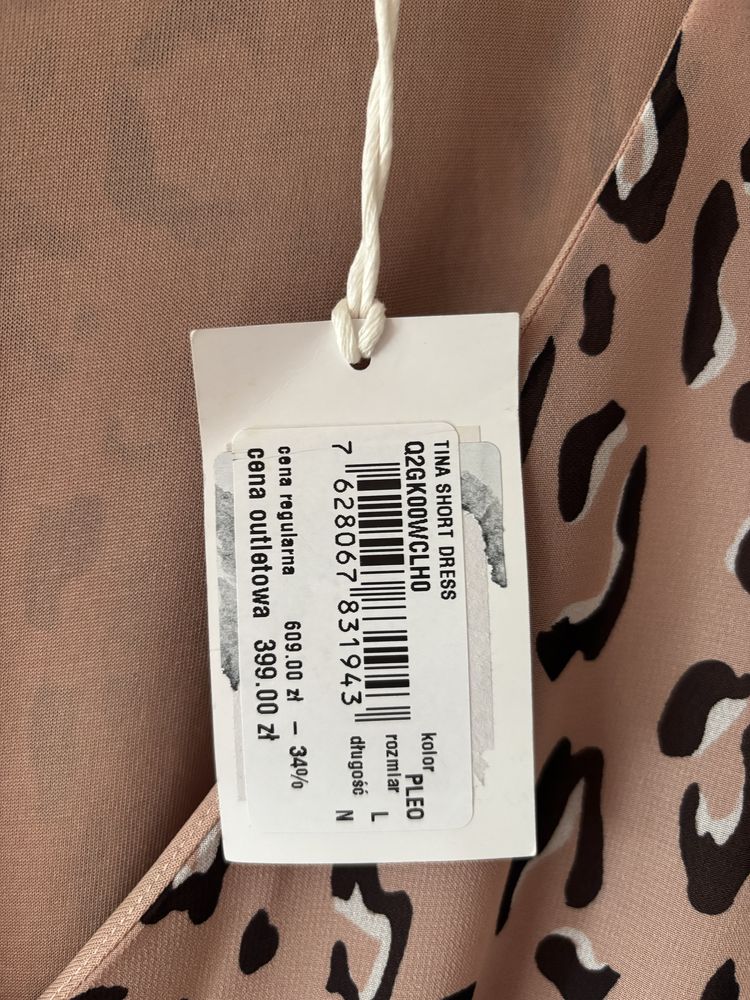 TINA SHORT DRESS
Q2GK00WCLH0
kolor PLEO
rozmiar L
długość N
7 628067 831943
cena regularna 609.00 zł – 34%
cena outletowa 399.00 zł